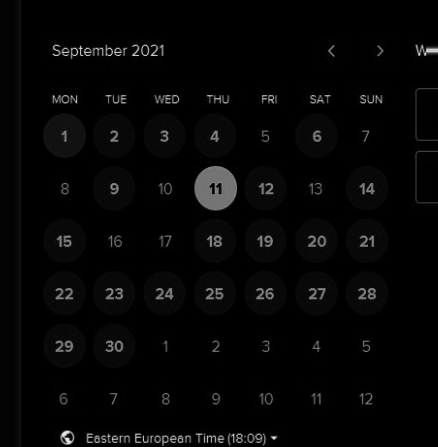 September 2021
MON TUE WED THU FRI SAT SUN
1 2 3 4 5 6 7
8 9 10 11 12 13 14
15 16 17 18 19 20 21
22 23 24 25 26 27 28
29 30 1 2 3 4 5
6 7 8 9 10 11 12
Eastern European Time (18:09)